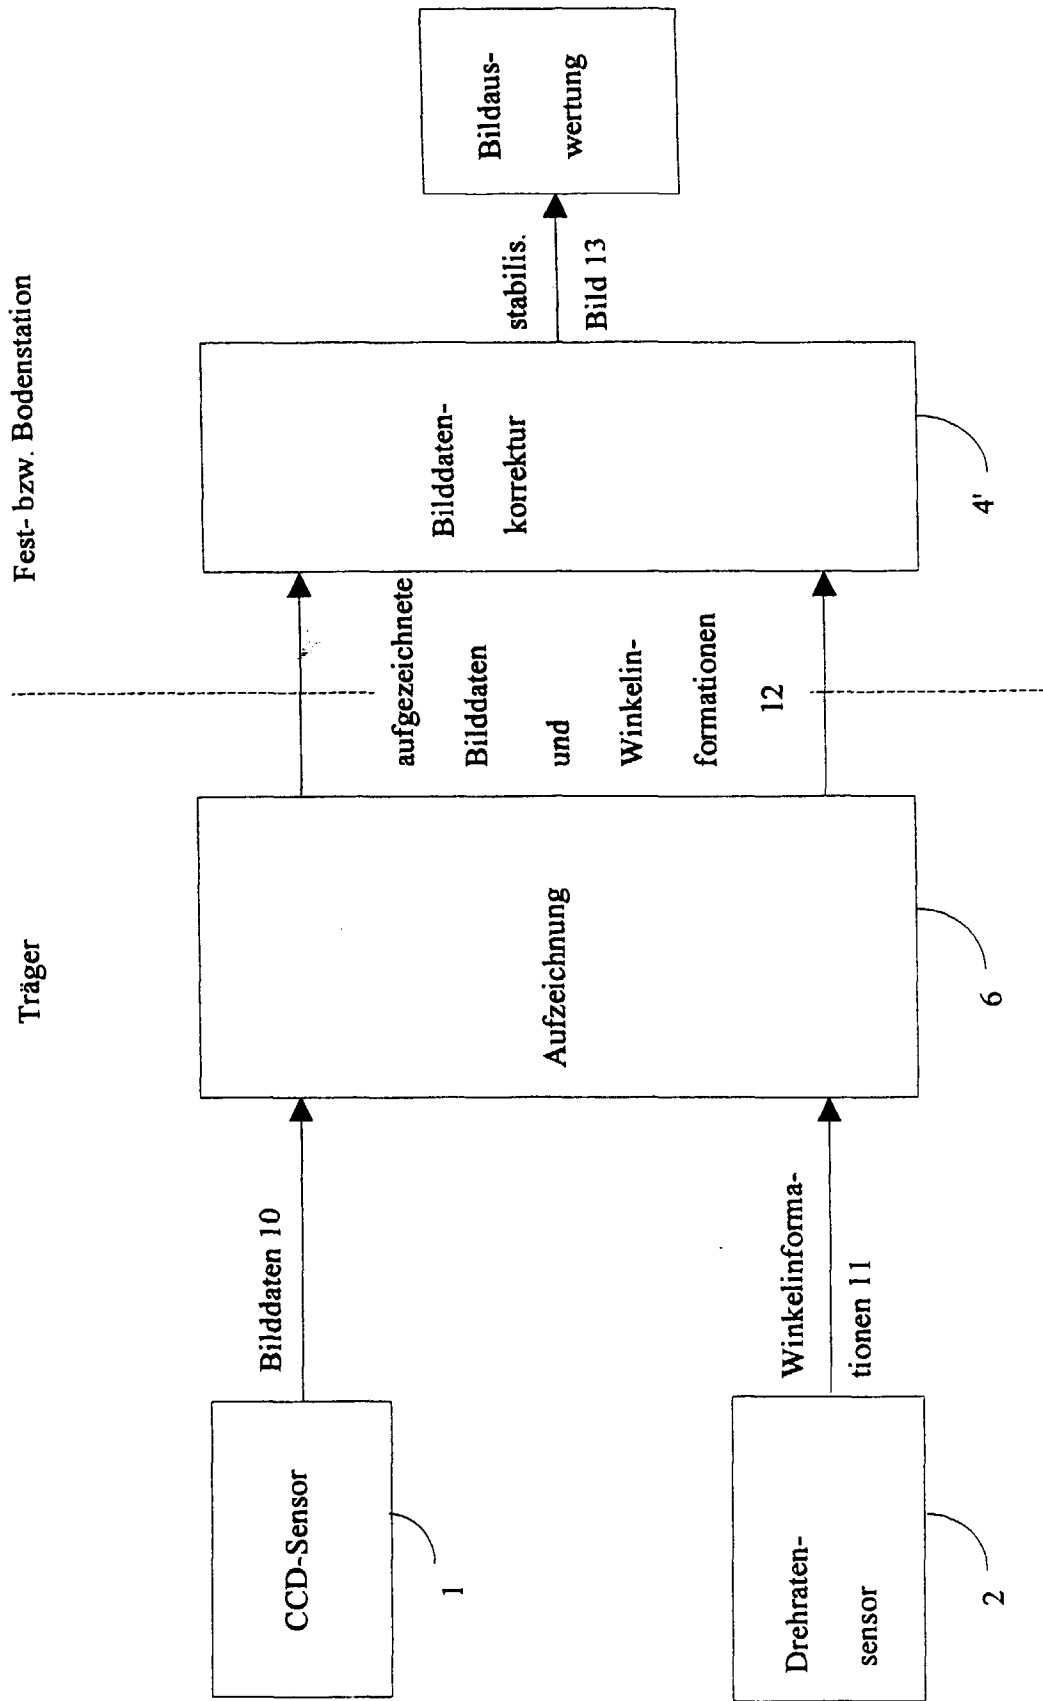 Träger
Fest- bzw. Bodenstation
CCD-Sensor
1
Bilddaten 10
Drehraten-
sensor
2
Winkelinforma-
tionen 11
Aufzeichnung
6
aufgezeichnete
Bilddaten
und
Winkelin-
formationen
12
Bilddaten-
korrektur
4'
stabilis.
Bild 13
Bildaus-
wertung